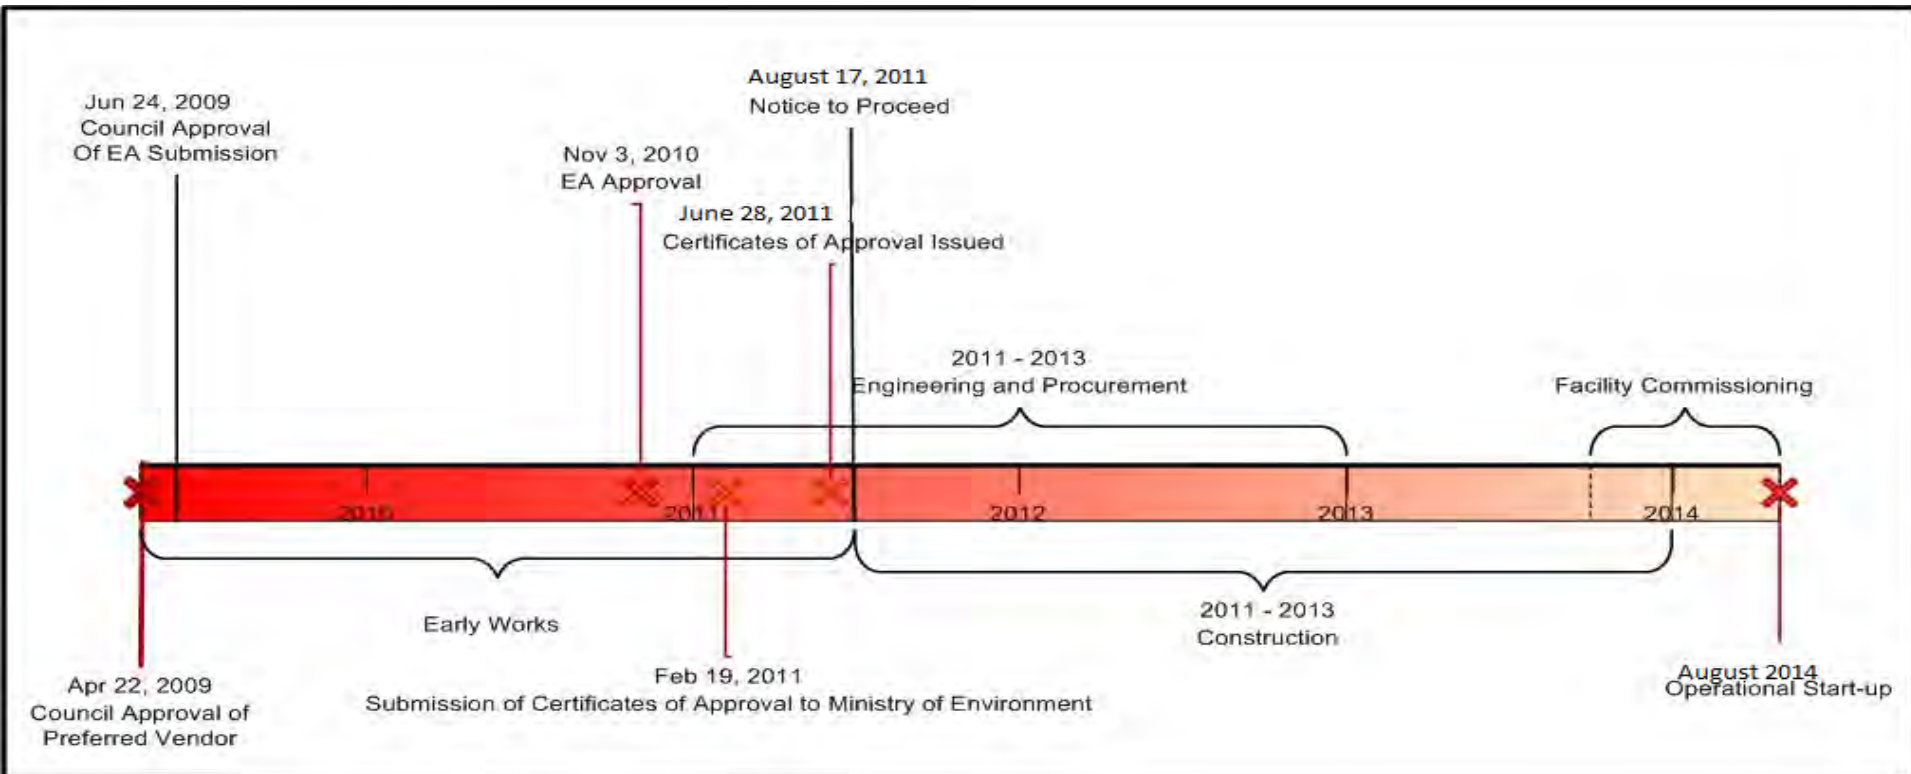 August 17, 2011
Notice to Proceed
Jun 24, 2009
Council Approval
Of EA Submission
Nov 3, 2010
EA Approval
June 28, 2011
Certificates of Approval Issued
2011 - 2013
Engineering and Procurement
Facility Commissioning
2010
2011
2012
2013
2014
Early Works
2011 - 2013
Construction
Feb 19, 2011
Submission of Certificates of Approval to Ministry of Environment
Apr 22, 2009
Council Approval of
Preferred Vendor
August 2014
Operational Start-up